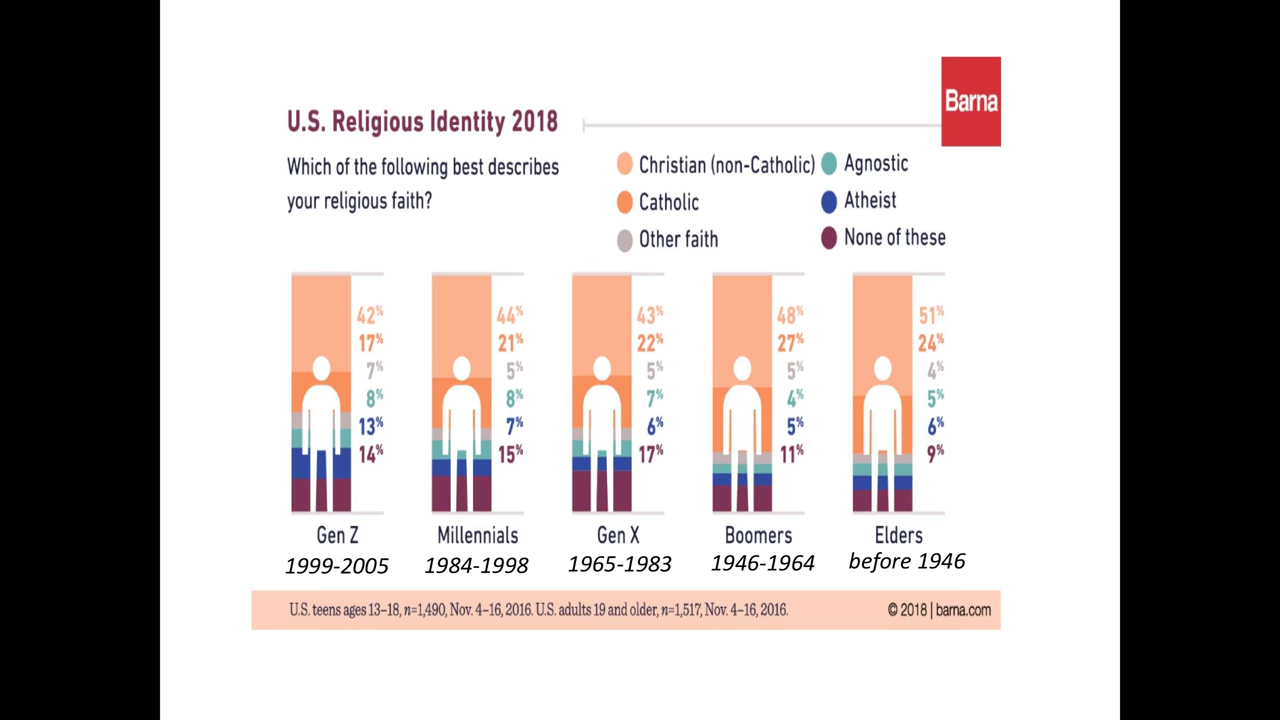 Barna
U.S. Religious Identity 2018
Which of the following best describes
your religious faith?
Christian (non-Catholic)
Catholic
Other faith
Agnostic
Atheist
None of these
42%
17%
7%
8%
13%
14%
44%
21%
5%
8%
7%
15%
43%
22%
5%
7%
6%
17%
48%
27%
5%
4%
5%
11%
51%
24%
4%
5%
6%
9%
Gen Z
1999-2005
Millennials
1984-1998
Gen X
1965-1983
Boomers
1946-1964
Elders
before 1946
U.S. teens ages 13–18, n=1,490, Nov. 4–16, 2016. U.S. adults 19 and older, n=1,517, Nov. 4–16, 2016.
© 2018 | barna.com